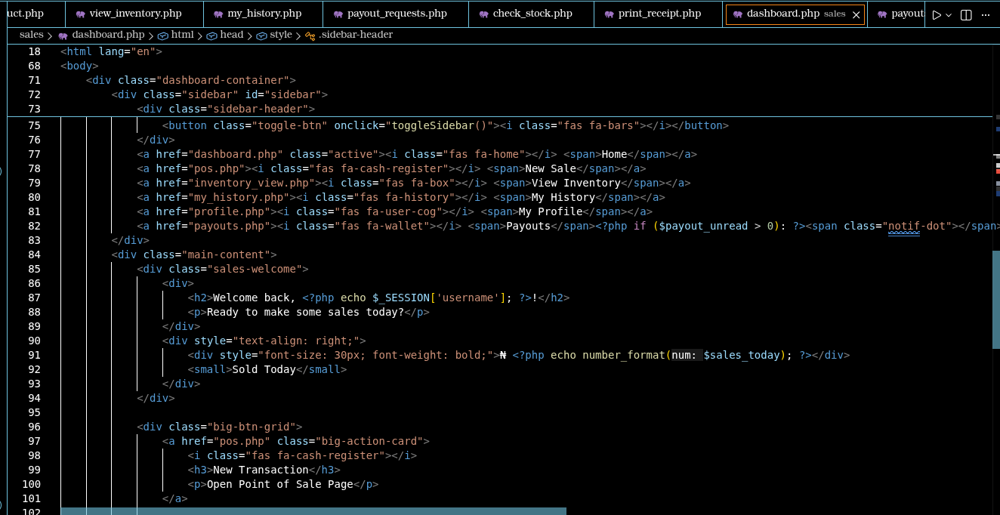 uct.php view_inventory.php my_history.php payout_requests.php check_stock.php print_receipt.php dashboard.php sales payout
sales > dashboard.php > html > head > style > .sidebar-header
18 <html lang="en">
68 <body>
71 <div class="dashboard-container">
72 <div class="sidebar" id="sidebar">
73 <div class="sidebar-header">
75 <button class="toggle-btn" onclick="toggleSidebar()"><i class="fas fa-bars"></i></button>
76 </div>
77 <a href="dashboard.php" class="active"><i class="fas fa-home"></i> <span>Home</span></a>
78 <a href="pos.php"><i class="fas fa-cash-register"></i> <span>New Sale</span></a>
79 <a href="inventory_view.php"><i class="fas fa-box"></i> <span>View Inventory</span></a>
80 <a href="my_history.php"><i class="fas fa-history"></i> <span>My History</span></a>
81 <a href="profile.php"><i class="fas fa-user-cog"></i> <span>My Profile</span></a>
82 <a href="payouts.php"><i class="fas fa-wallet"></i> <span>Payouts</span><?php if ($payout_unread > 0): ?><span class="notif-dot"></span>
83 </div>
84 <div class="main-content">
85 <div class="sales-welcome">
86 <div>
87 <h2>Welcome back, <?php echo $_SESSION['username']; ?>!</h2>
88 <p>Ready to make some sales today?</p>
89 </div>
90 <div style="text-align: right;">
91 <div style="font-size: 30px; font-weight: bold;">₦ <?php echo number_format(num: $sales_today); ?></div>
92 <small>Sold Today</small>
93 </div>
94 </div>
95
96 <div class="big-btn-grid">
97 <a href="pos.php" class="big-action-card">
98 <i class="fas fa-cash-register"></i>
99 <h3>New Transaction</h3>
100 <p>Open Point of Sale Page</p>
101 </a>
102